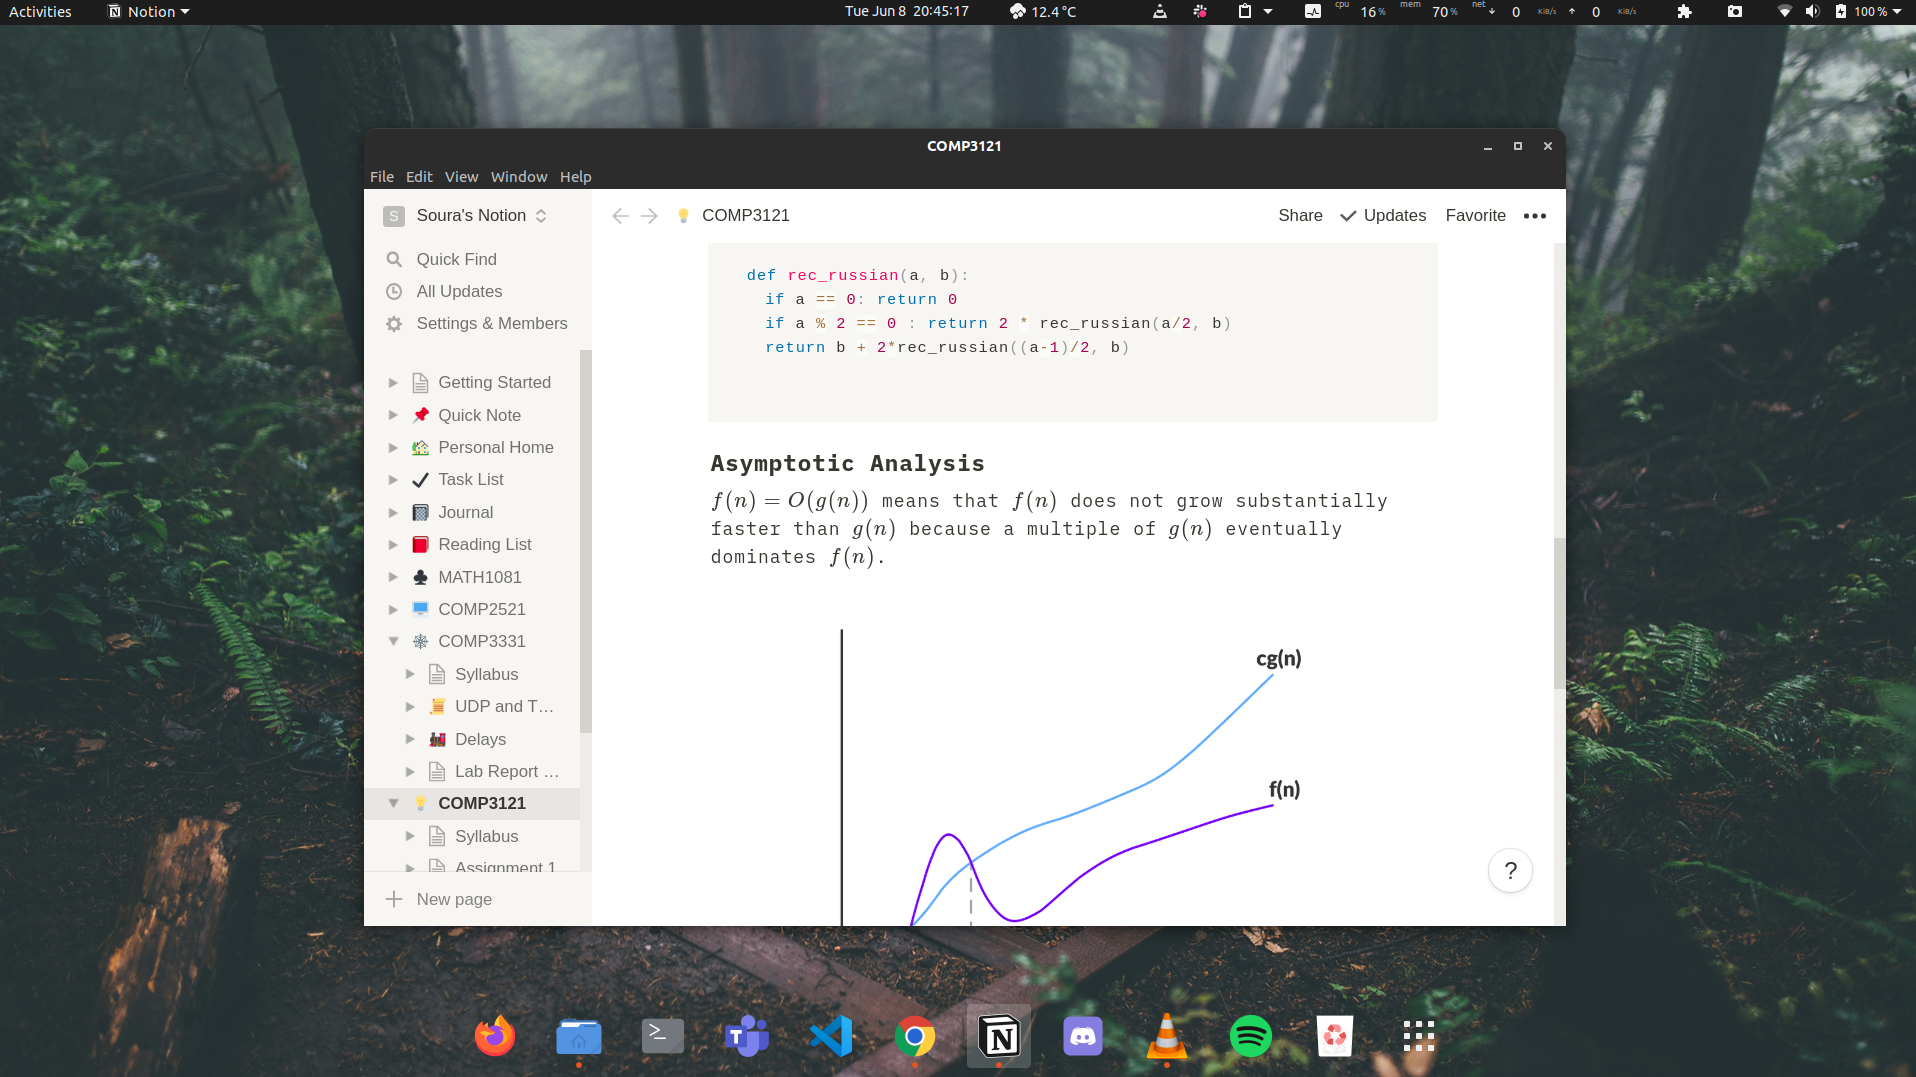 Activities
Notion
Tue Jun 8 20:45:17
12.4 °C
cpu 16 %
mem 70 %
net 0 KiB/s 0 KiB/s
100 %
COMP3121
File Edit View Window Help
S Soura's Notion
Quick Find
All Updates
Settings & Members
Getting Started
Quick Note
Personal Home
Task List
Journal
Reading List
MATH1081
COMP2521
COMP3331
Syllabus
UDP and T…
Delays
Lab Report …
COMP3121
Syllabus
Assignment 1
New page
COMP3121
Share Updates Favorite
def rec_russian(a, b):
if a == 0: return 0
if a % 2 == 0 : return 2 * rec_russian(a/2, b)
return b + 2*rec_russian((a-1)/2, b)
Asymptotic Analysis
f(n) = O(g(n)) means that f(n) does not grow substantially
faster than g(n) because a multiple of g(n) eventually
dominates f(n).
cg(n)
f(n)
?
N